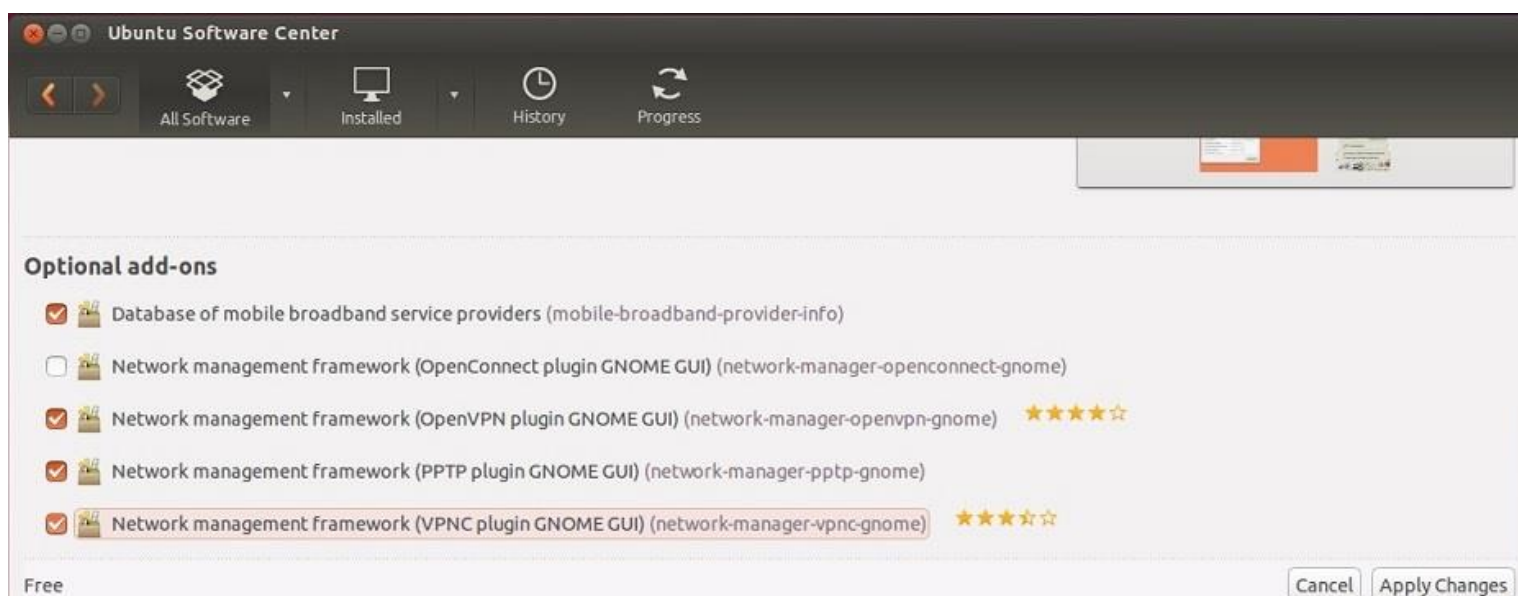 Ubuntu Software Center
All Software
Installed
History
Progress
Optional add-ons
Database of mobile broadband service providers (mobile-broadband-provider-info)
Network management framework (OpenConnect plugin GNOME GUI) (network-manager-openconnect-gnome)
Network management framework (OpenVPN plugin GNOME GUI) (network-manager-openvpn-gnome)
Network management framework (PPTP plugin GNOME GUI) (network-manager-pptp-gnome)
Network management framework (VPNC plugin GNOME GUI) (network-manager-vpnc-gnome)
Free
Cancel
Apply Changes